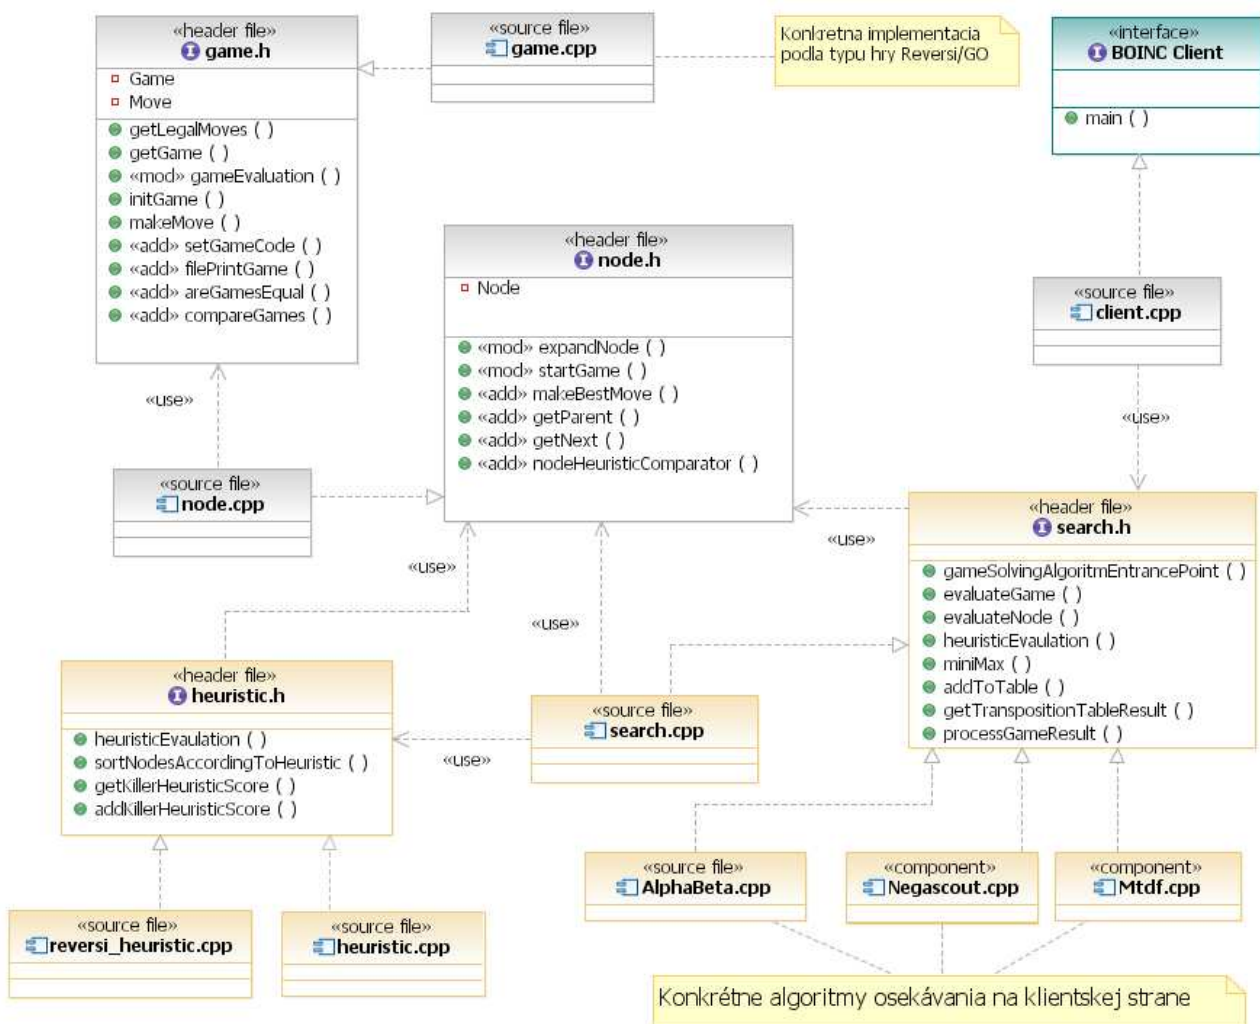 «header file»
game.h
Game
Move
getLegalMoves ( )
getGame ( )
«mod» gameEvaluation ( )
initGame ( )
makeMove ( )
«add» setGameCode ( )
«add» filePrintGame ( )
«add» areGamesEqual ( )
«add» compareGames ( )
«source file»
game.cpp
Konkretna implementacia
podla typu hry Reversi/GO
«interface»
BOINC Client
main ( )
«header file»
node.h
Node
«mod» expandNode ( )
«mod» startGame ( )
«add» makeBestMove ( )
«add» getParent ( )
«add» getNext ( )
«add» nodeHeuristicComparator ( )
«source file»
client.cpp
«use»
«use»
«source file»
node.cpp
«header file»
search.h
gameSolvingAlgoritmEntrancePoint ( )
evaluateGame ( )
evaluateNode ( )
heuristicEvaulation ( )
miniMax ( )
addToTable ( )
getTranspositionTableResult ( )
processGameResult ( )
«use»
«use»
«use»
«header file»
heuristic.h
heuristicEvaulation ( )
sortNodesAccordingToHeuristic ( )
getKillerHeuristicScore ( )
addKillerHeuristicScore ( )
«source file»
search.cpp
«use»
«source file»
AlphaBeta.cpp
«component»
Negascout.cpp
«component»
Mtdf.cpp
«source file»
reversi_heuristic.cpp
«source file»
heuristic.cpp
Konkrétne algoritmy osekávania na klientskej strane